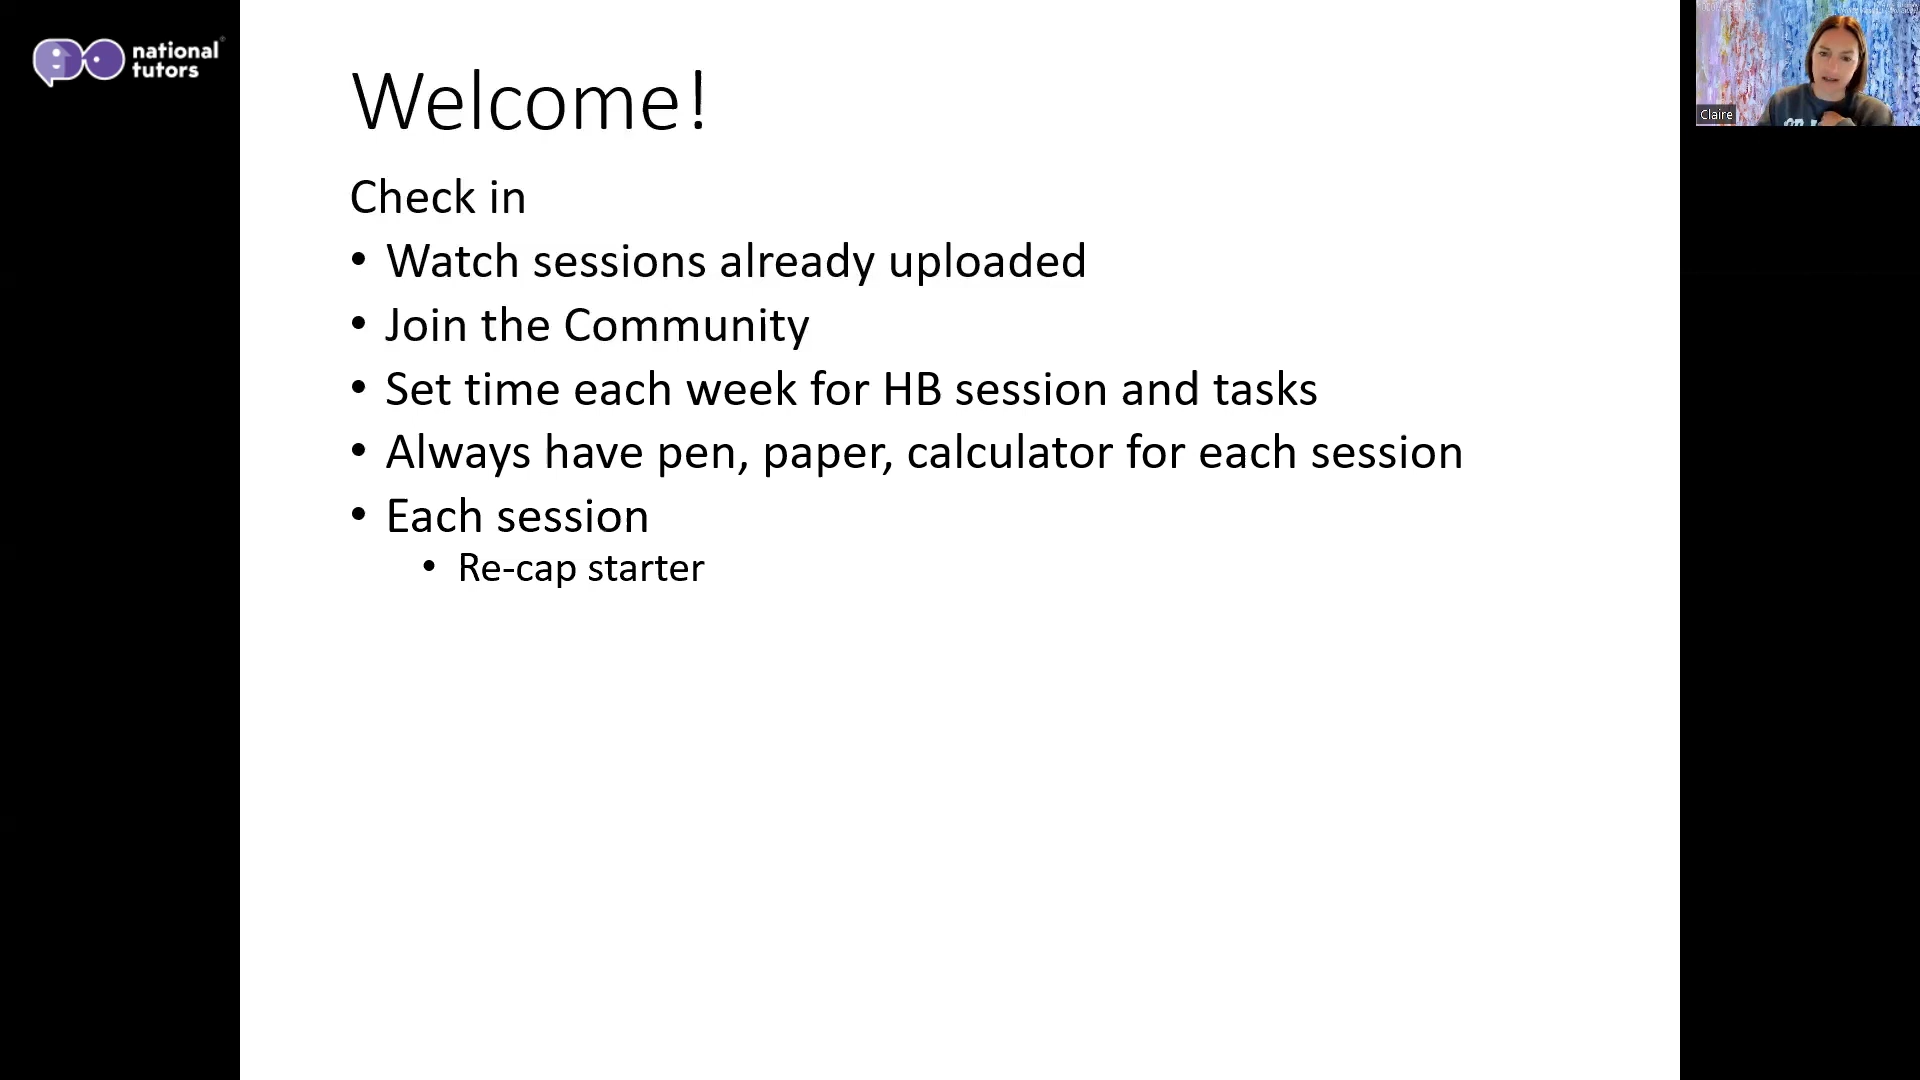 national
tutors
Welcome!
Check in
• Watch sessions already uploaded
• Join the Community
• Set time each week for HB session and tasks
• Always have pen, paper, calculator for each session
• Each session
• Re-cap starter
Claire